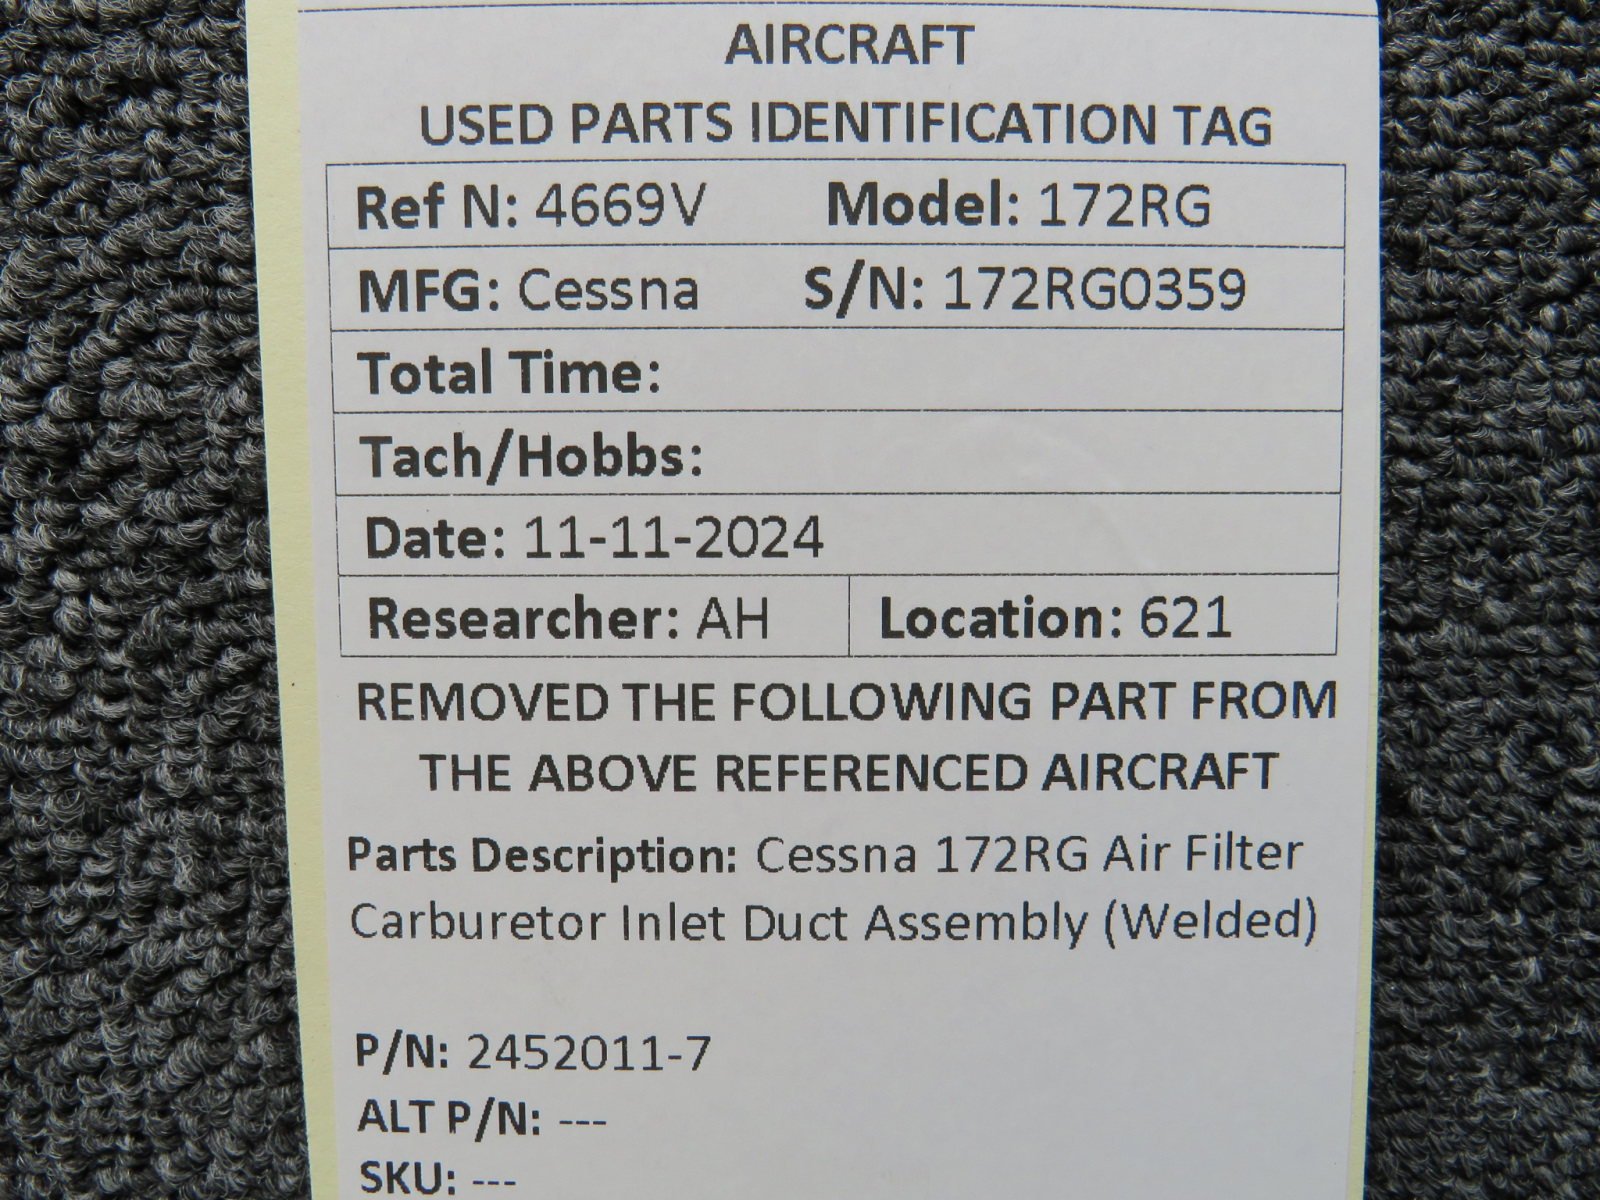 AIRCRAFT
USED PARTS IDENTIFICATION TAG
Ref N: 4669V Model: 172RG
MFG: Cessna S/N: 172RG0359
Total Time:
Tach/Hobbs:
Date: 11-11-2024
Researcher: AH Location: 621
REMOVED THE FOLLOWING PART FROM
THE ABOVE REFERENCED AIRCRAFT
Parts Description: Cessna 172RG Air Filter
Carburetor Inlet Duct Assembly (Welded)
P/N: 2452011-7
ALT P/N: ---
SKU: ---